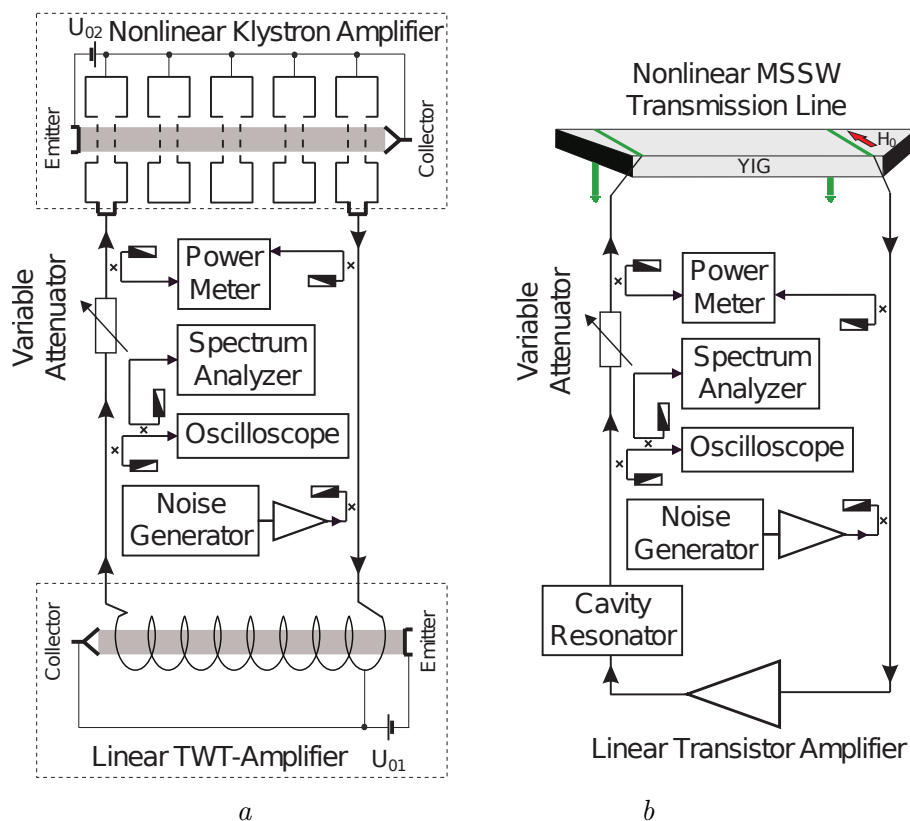 U02
Nonlinear Klystron Amplifier
Emitter
Collector
Variable
Attenuator
Power
Meter
Spectrum
Analyzer
Oscilloscope
Noise
Generator
Collector
Emitter
Linear TWT-Amplifier
U01
a
Nonlinear MSSW
Transmission Line
H0
YIG
Variable
Attenuator
Power
Meter
Spectrum
Analyzer
Oscilloscope
Noise
Generator
Cavity
Resonator
Linear Transistor Amplifier
b